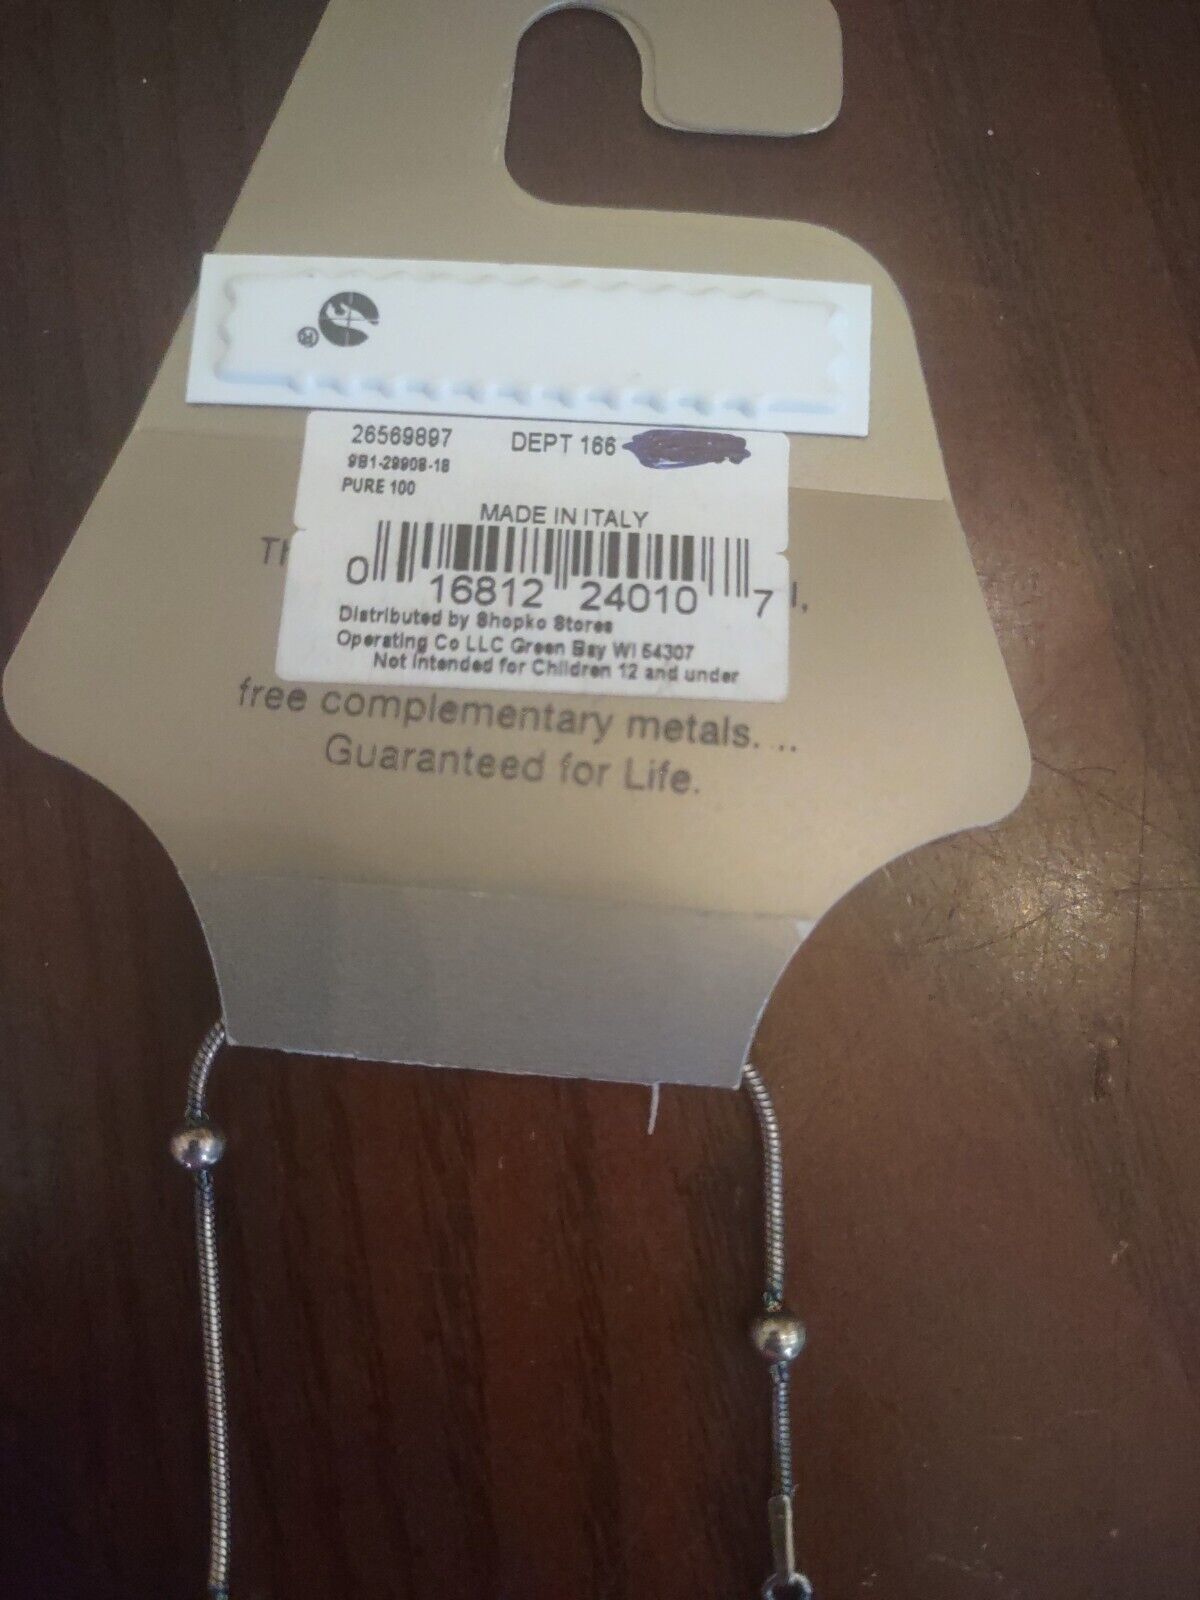 ®
26569897 DEPT 166
9B1-29908-18
PURE 100
MADE IN ITALY
0 16812 24010 7
Distributed by Shopko Stores
Operating Co LLC Green Bay WI 54307
Not Intended for Children 12 and under
free complementary metals. ..
Guaranteed for Life.